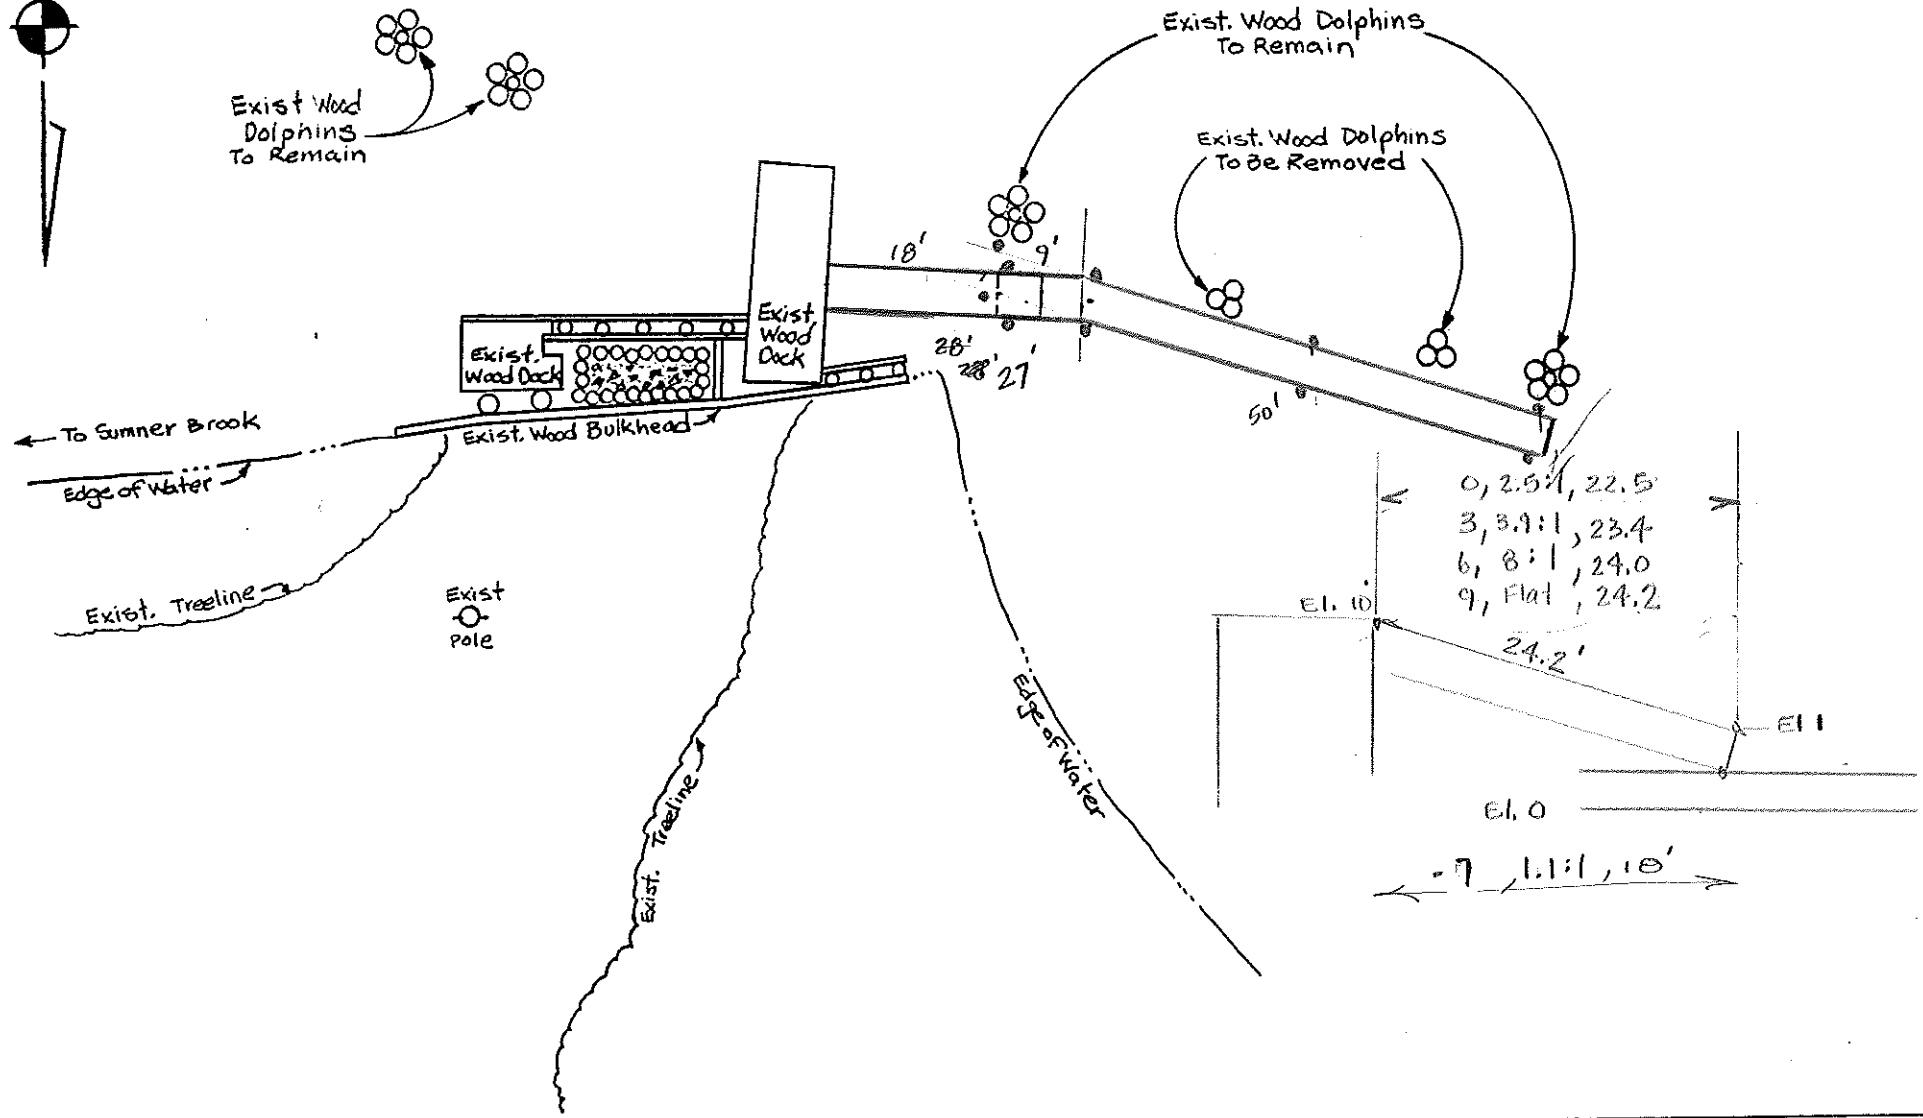 Exist Wood
Dolphins
To Remain
Exist. Wood Dolphins
To Remain
Exist. Wood Dolphins
To Be Removed
18'
9'
Exist.
Wood
Dock
Exist.
Wood Dock
28'
28' 27'
50'
To Sumner Brook
Exist. Wood Bulkhead
Edge of Water
Exist. Treeline
Exist
Pole
Exist. Treeline
Edge of Water
0, 2.5:1, 22.5
3, 3.9:1, 23.4
6, 8:1, 24.0
9, Flat, 24.2
El. 10'
24.2'
El 1
El. 0
-7, 1.1:1, 18'